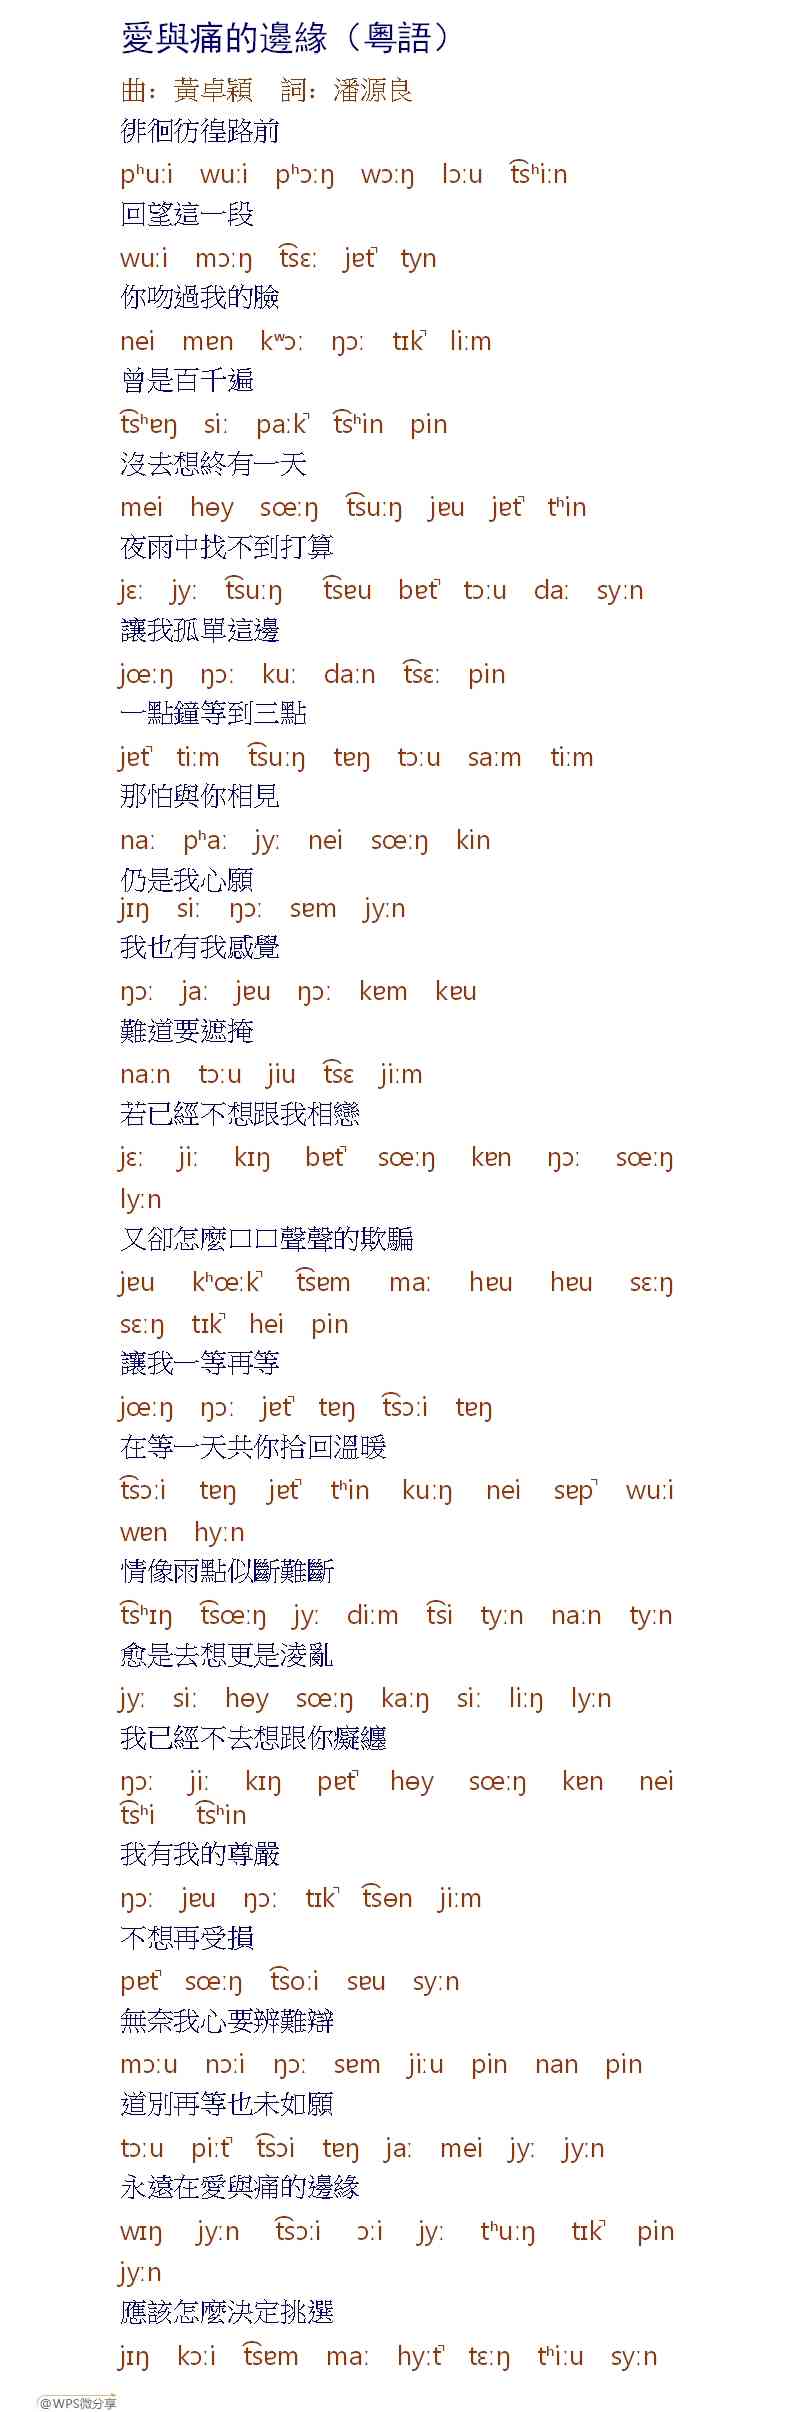 愛與痛的邊緣（粵語）
曲：黃卓穎　詞：潘源良
徘徊彷徨路前
pʰuːi wuːi pʰɔːŋ wɔːŋ lɔːu t͡sʰiːn
回望這一段
wuːi mɔːŋ t͡sɛː jɐt̚ tyn
你吻過我的臉
nei mɐn kʷɔː ŋɔː tɪk̚ liːm
曾是百千遍
t͡sʰɐŋ siː paːk̚ t͡sʰin pin
沒去想終有一天
mei hɵy sœːŋ t͡suːŋ jɐu jɐt̚ tʰin
夜雨中找不到打算
jɛː jyː t͡suːŋ t͡sɐu bɐt̚ tɔːu daː syːn
讓我孤單這邊
jœːŋ ŋɔː kuː daːn t͡sɛː pin
一點鐘等到三點
jɐt̚ tiːm t͡suːŋ tɐŋ tɔːu saːm tiːm
那怕與你相見
naː pʰaː jyː nei sœːŋ kin
仍是我心願
jɪŋ siː ŋɔː sɐm jyːn
我也有我感覺
ŋɔː jaː jɐu ŋɔː kɐm kɐu
難道要遮掩
naːn tɔːu jiu t͡sɛ jiːm
若已經不想跟我相戀
jɛː jiː kɪŋ bɐt̚ sœːŋ kɐn ŋɔː sœːŋ
lyːn
又卻怎麼口口聲聲的欺騙
jɐu kʰœːk̚ t͡sɐm maː hɐu hɐu sɛːŋ
sɛːŋ tɪk̚ hei pin
讓我一等再等
jœːŋ ŋɔː jɐt̚ tɐŋ t͡sɔːi tɐŋ
在等一天共你拾回溫暖
t͡sɔːi tɐŋ jɐt̚ tʰin kuːŋ nei sɐp̚ wuːi
wɐn hyːn
情像雨點似斷難斷
t͡sʰɪŋ t͡sœːŋ jyː diːm t͡si tyːn naːn tyːn
愈是去想更是淩亂
jyː siː hɵy sœːŋ kaːŋ siː liːŋ lyːn
我已經不去想跟你癡纏
ŋɔː jiː kɪŋ pɐt̚ hɵy sœːŋ kɐn nei
t͡sʰi t͡sʰin
我有我的尊嚴
ŋɔː jɐu ŋɔː tɪk̚ t͡sɵn jiːm
不想再受損
pɐt̚ sœːŋ t͡soːi sɐu syːn
無奈我心要辨難辯
mɔːu nɔːi ŋɔː sɐm jiːu pin nan pin
道別再等也未如願
tɔːu piːt̚ t͡sɔi tɐŋ jaː mei jyː jyːn
永遠在愛與痛的邊緣
wɪŋ jyːn t͡sɔːi ɔːi jyː tʰuːŋ tɪk̚ pin
jyːn
應該怎麼決定挑選
jɪŋ kɔːi t͡sɐm maː hyːt̚ tɛːŋ tʰiːu syːn
@WPS微分享